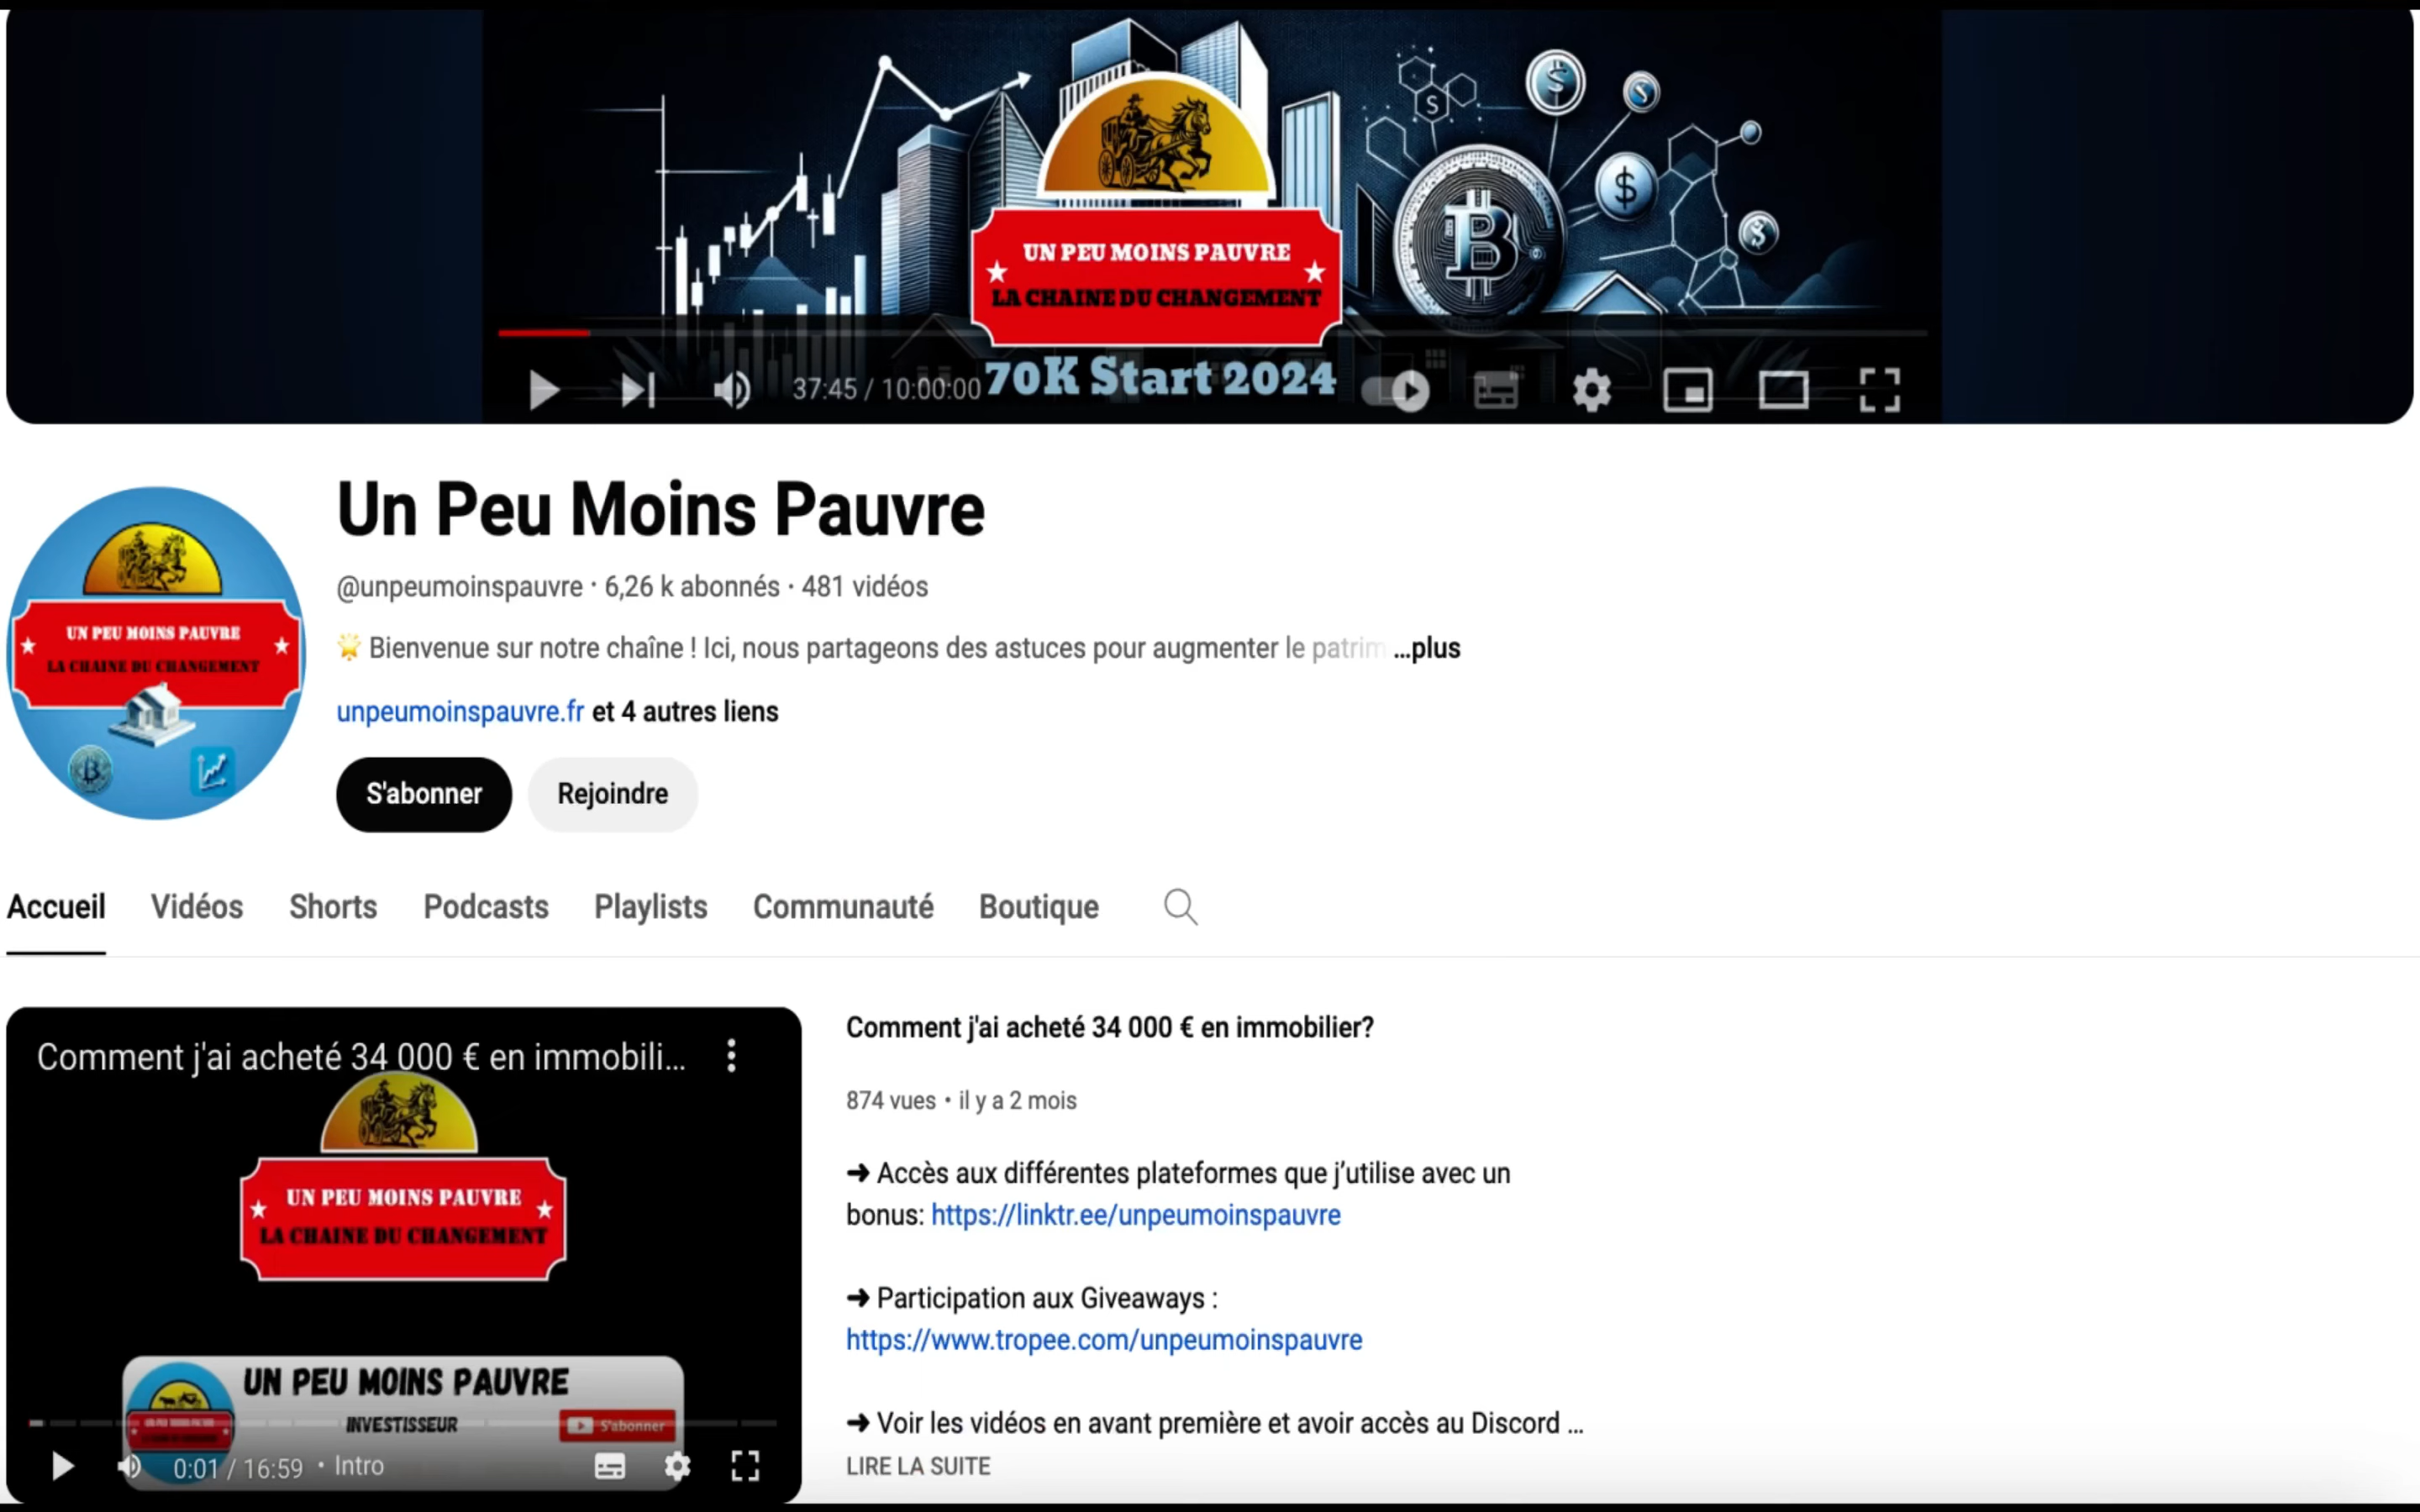 UN PEU MOINS PAUVRE
LA CHAINE DU CHANGEMENT
37:45 / 10:00:00
70K Start 2024
Un Peu Moins Pauvre
@unpeumoinspauvre · 6,26 k abonnés · 481 vidéos
UN PEU MOINS PAUVRE
LA CHAINE DU CHANGEMENT
🌟 Bienvenue sur notre chaîne ! Ici, nous partageons des astuces pour augmenter le patrim ...plus
unpeumoinspauvre.fr et 4 autres liens
S'abonner
Rejoindre
Accueil Vidéos Shorts Podcasts Playlists Communauté Boutique
Comment j'ai acheté 34 000 € en immobili...
UN PEU MOINS PAUVRE
LA CHAINE DU CHANGEMENT
UN PEU MOINS PAUVRE
INVESTISSEUR
S'abonner
0:01 / 16:59 • Intro
Comment j'ai acheté 34 000 € en immobilier?
874 vues • il y a 2 mois
➜ Accès aux différentes plateformes que j’utilise avec un
bonus: https://linktr.ee/unpeumoinspauvre
➜ Participation aux Giveaways :
https://www.tropee.com/unpeumoinspauvre
➜ Voir les vidéos en avant première et avoir accès au Discord ...
LIRE LA SUITE